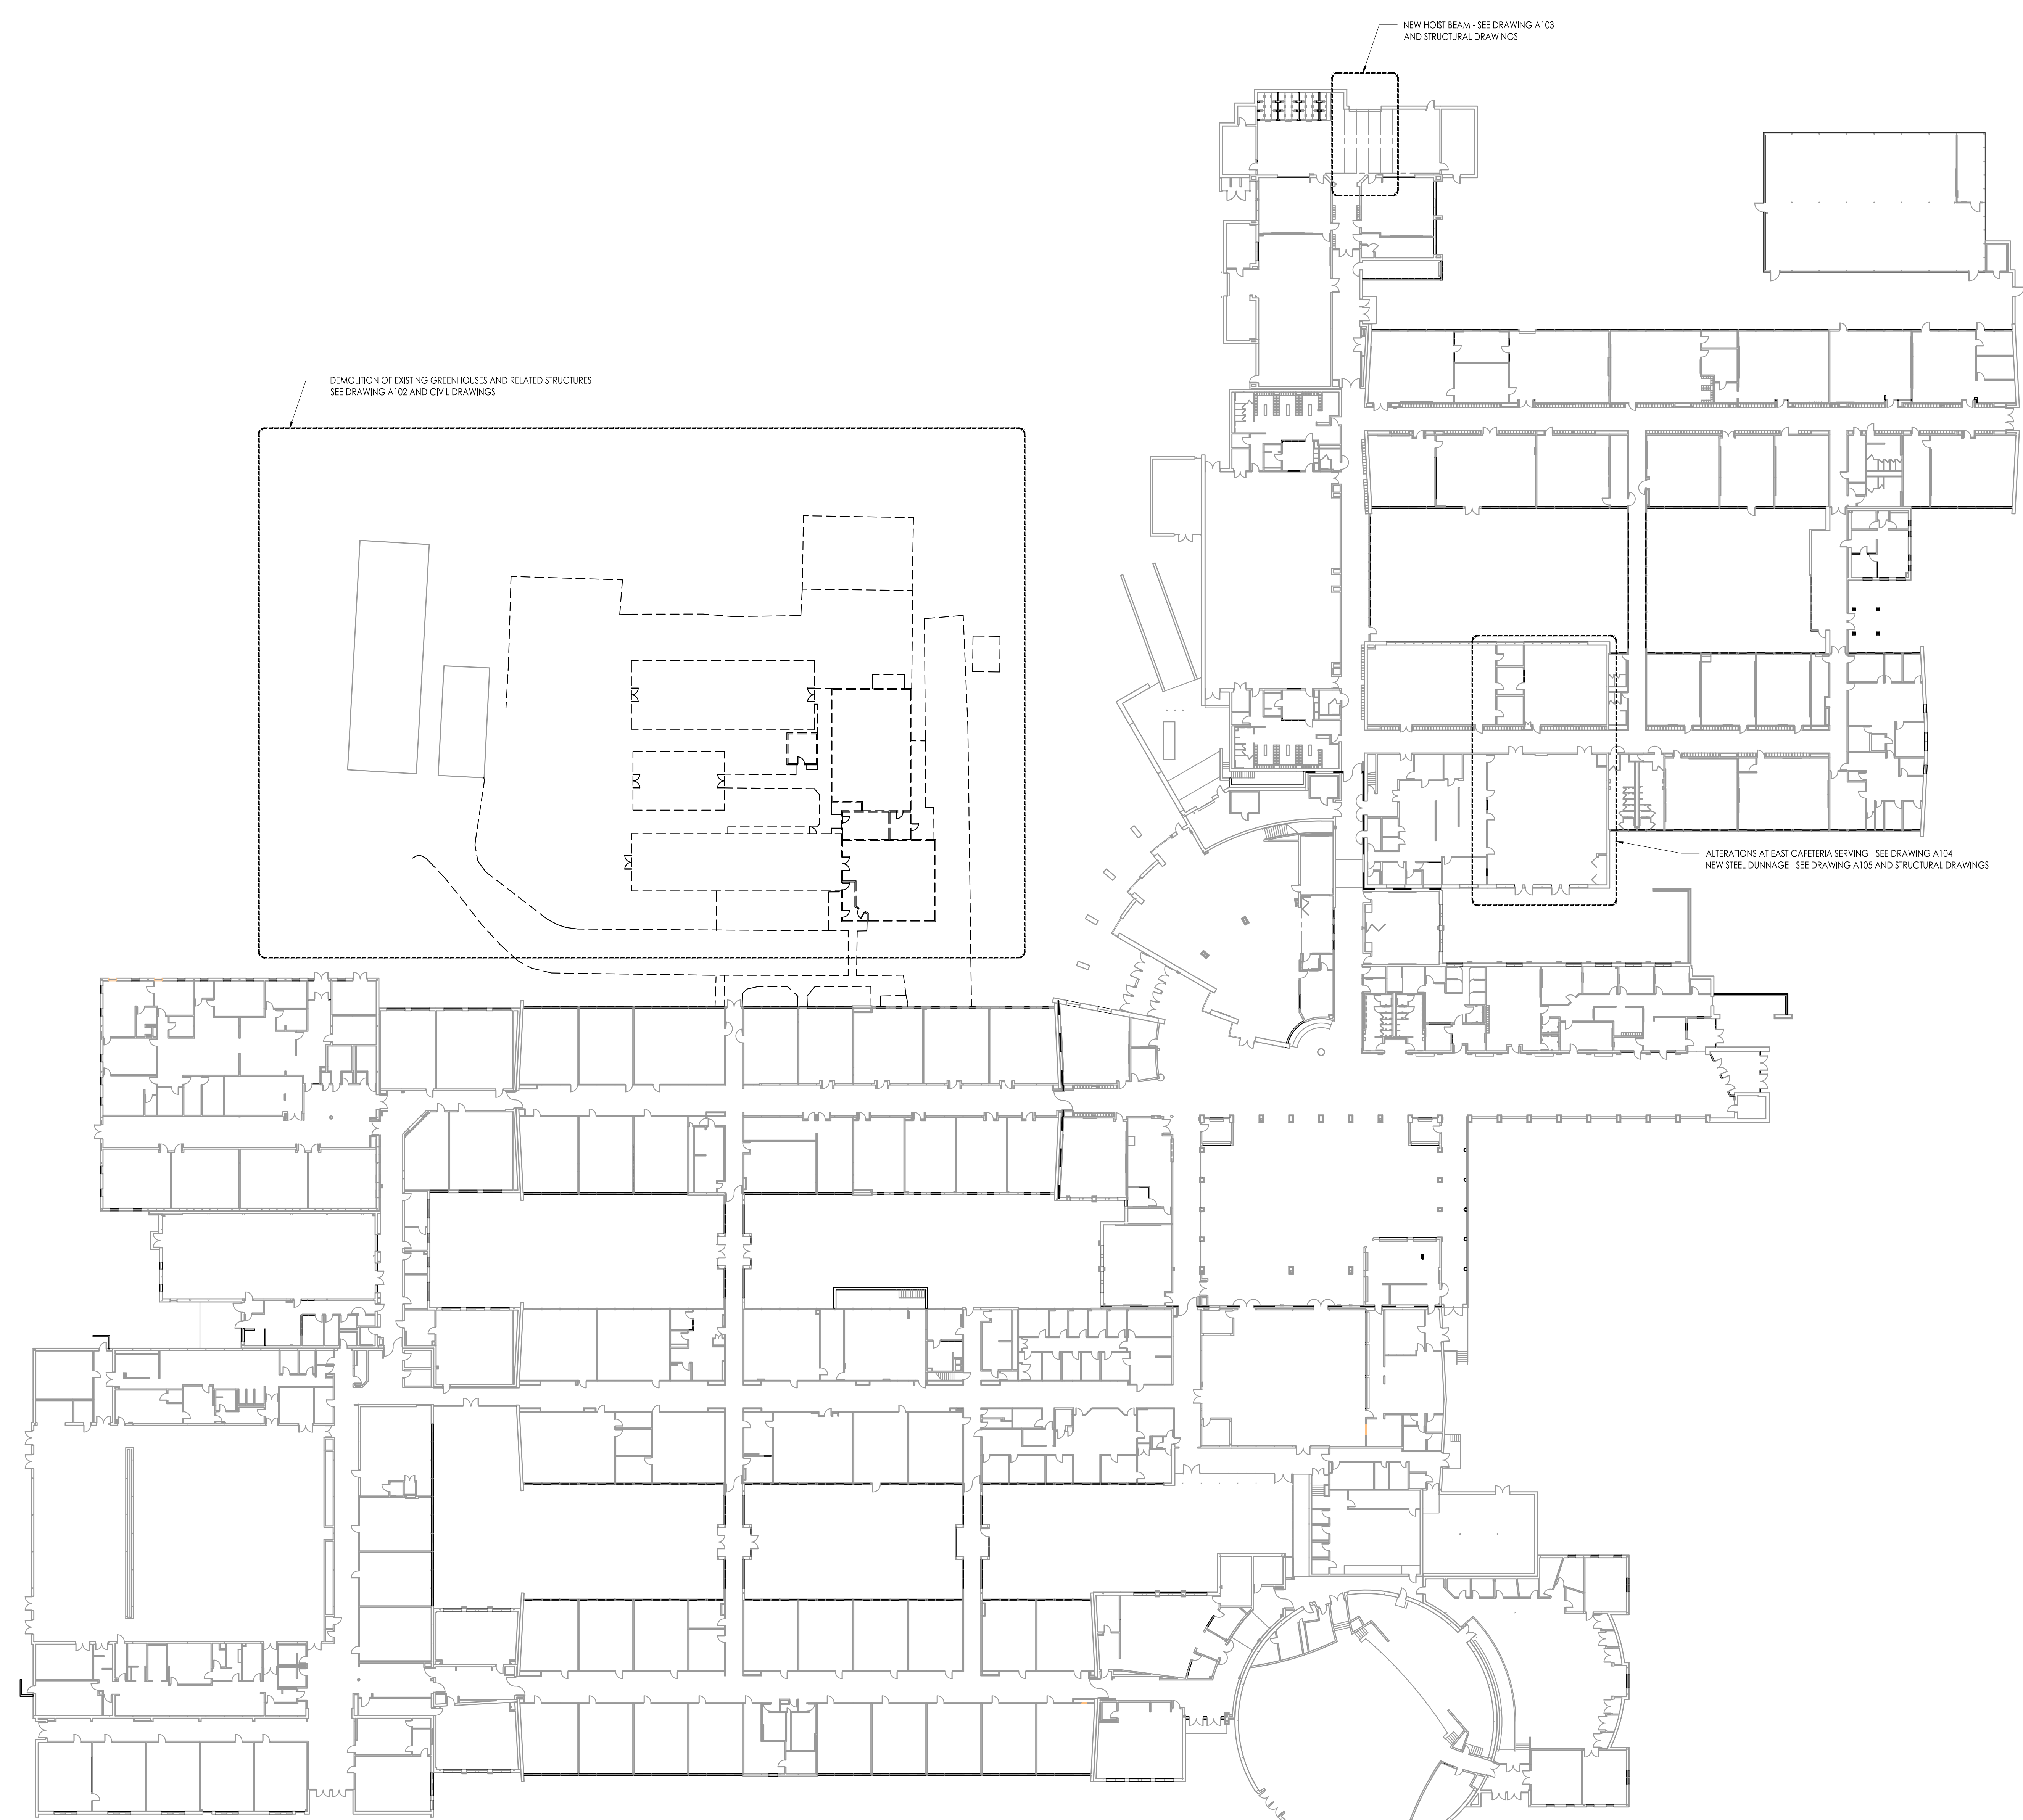 NEW HOIST BEAM - SEE DRAWING A103
AND STRUCTURAL DRAWINGS
DEMOLITION OF EXISTING GREENHOUSES AND RELATED STRUCTURES -
SEE DRAWING A102 AND CIVIL DRAWINGS
ALTERATIONS AT EAST CAFETERIA SERVING - SEE DRAWING A104
NEW STEEL DUNNAGE - SEE DRAWING A105 AND STRUCTURAL DRAWINGS